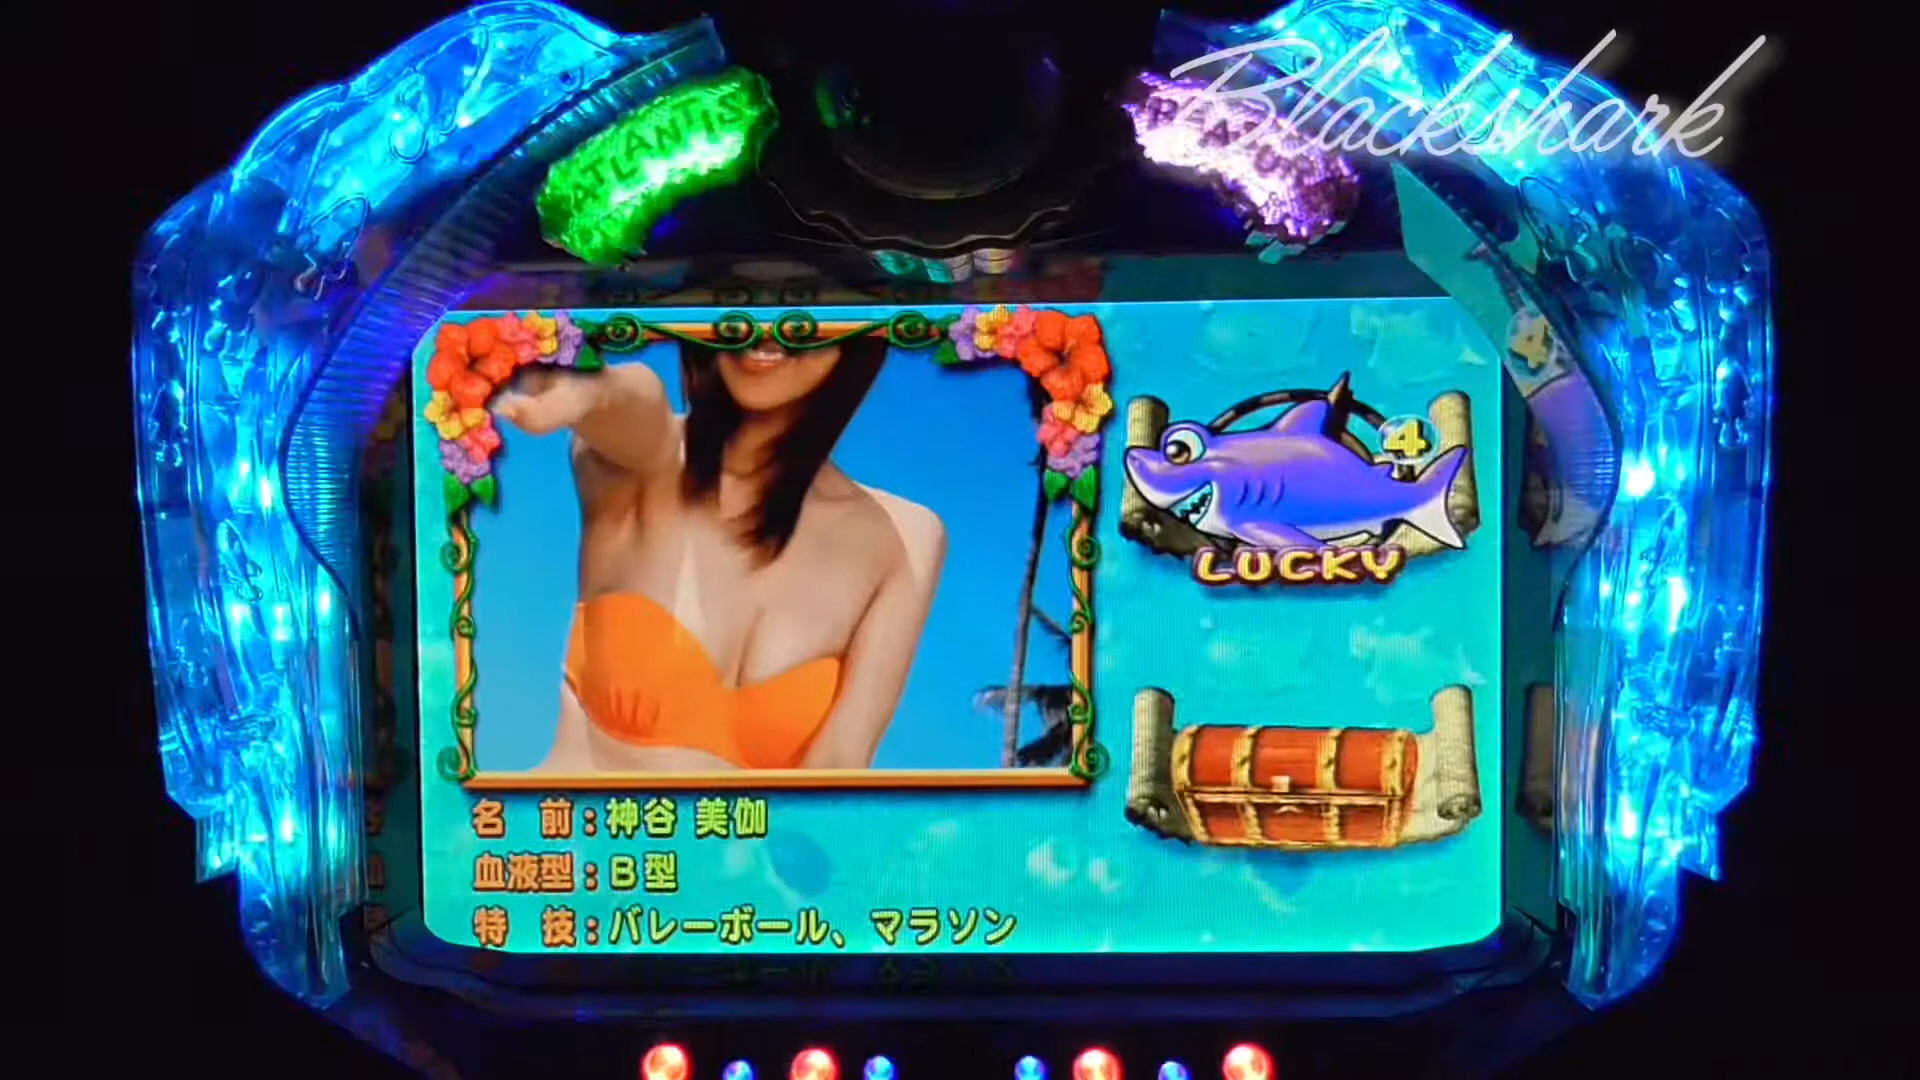 Blackshark
ATLANTIS
4
LUCKY
名 前：神谷 美伽
血液型：B型
特 技：バレーボール、マラソン